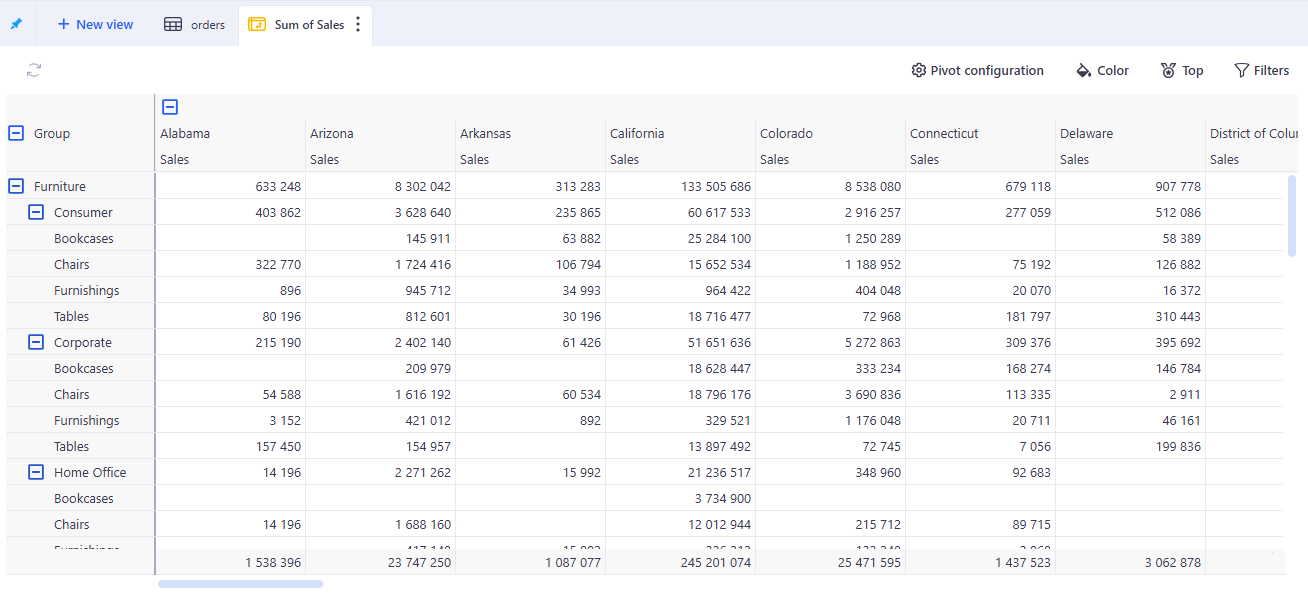 New view orders Sum of Sales
Pivot configuration Color Top Filters
Group Alabama Arizona Arkansas California Colorado Connecticut Delaware District of Colu
Sales Sales Sales Sales Sales Sales Sales Sales
Furniture 633 248 8 302 042 313 283 133 505 686 8 538 080 679 118 907 778
Consumer 403 862 3 628 640 235 865 60 617 533 2 916 257 277 059 512 086
Bookcases 145 911 63 882 25 284 100 1 250 289 58 389
Chairs 322 770 1 724 416 106 794 15 652 534 1 188 952 75 192 126 882
Furnishings 896 945 712 34 993 964 422 404 048 20 070 16 372
Tables 80 196 812 601 30 196 18 716 477 72 968 181 797 310 443
Corporate 215 190 2 402 140 61 426 51 651 636 5 272 863 309 376 395 692
Bookcases 209 979 18 628 447 333 234 168 274 146 784
Chairs 54 588 1 616 192 60 534 18 796 176 3 690 836 113 335 2 911
Furnishings 3 152 421 012 892 329 521 1 176 048 20 711 46 161
Tables 157 450 154 957 13 897 492 72 745 7 056 199 836
Home Office 14 196 2 271 262 15 992 21 236 517 348 960 92 683
Bookcases 3 734 900
Chairs 14 196 1 688 160 12 012 944 215 712 89 715
1 538 396 23 747 250 1 087 077 245 201 074 25 471 595 1 437 523 3 062 878